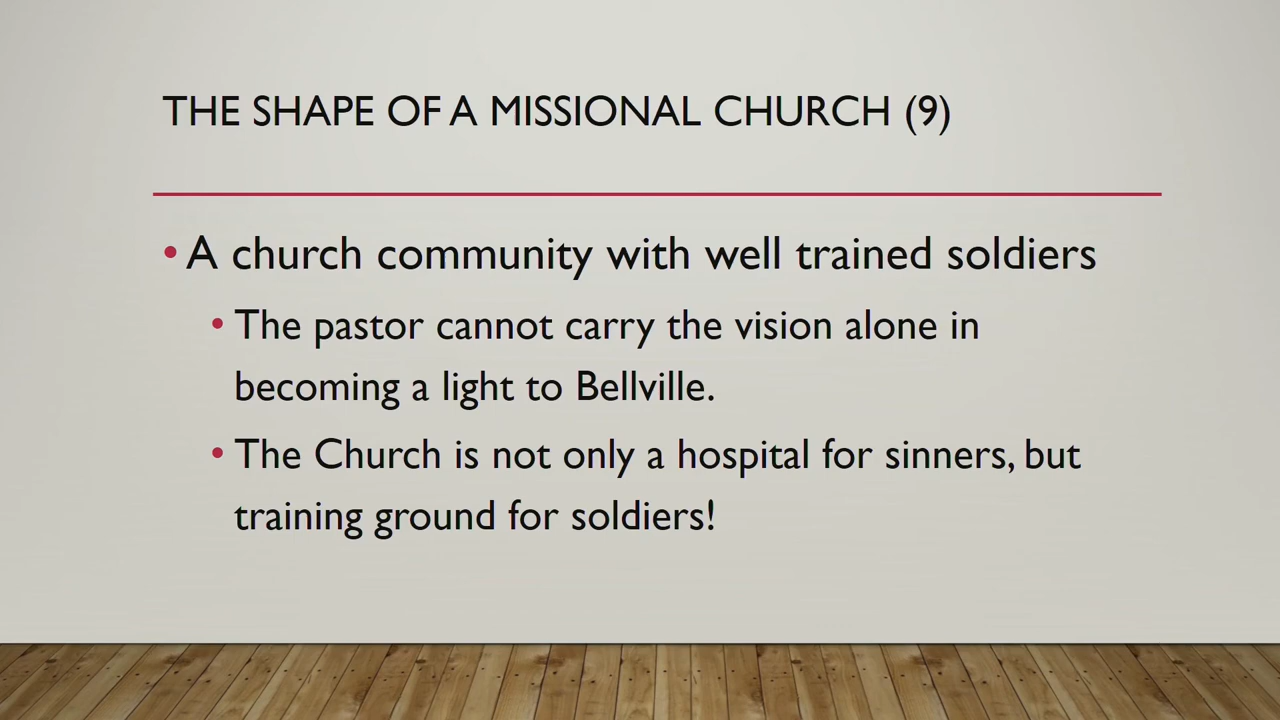 THE SHAPE OF A MISSIONAL CHURCH (9)
• A church community with well trained soldiers
• The pastor cannot carry the vision alone in
becoming a light to Bellville.
• The Church is not only a hospital for sinners, but
training ground for soldiers!